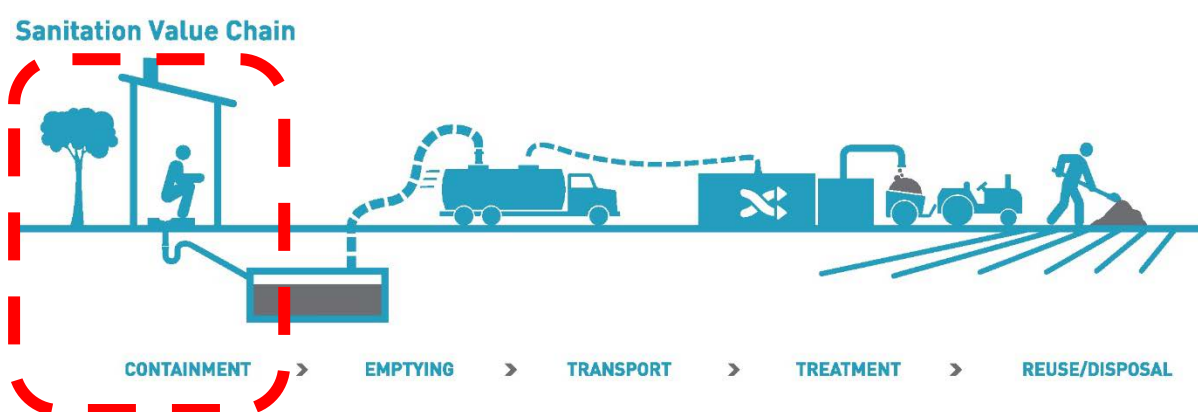 Sanitation Value Chain
CONTAINMENT > EMPTYING > TRANSPORT > TREATMENT > REUSE/DISPOSAL